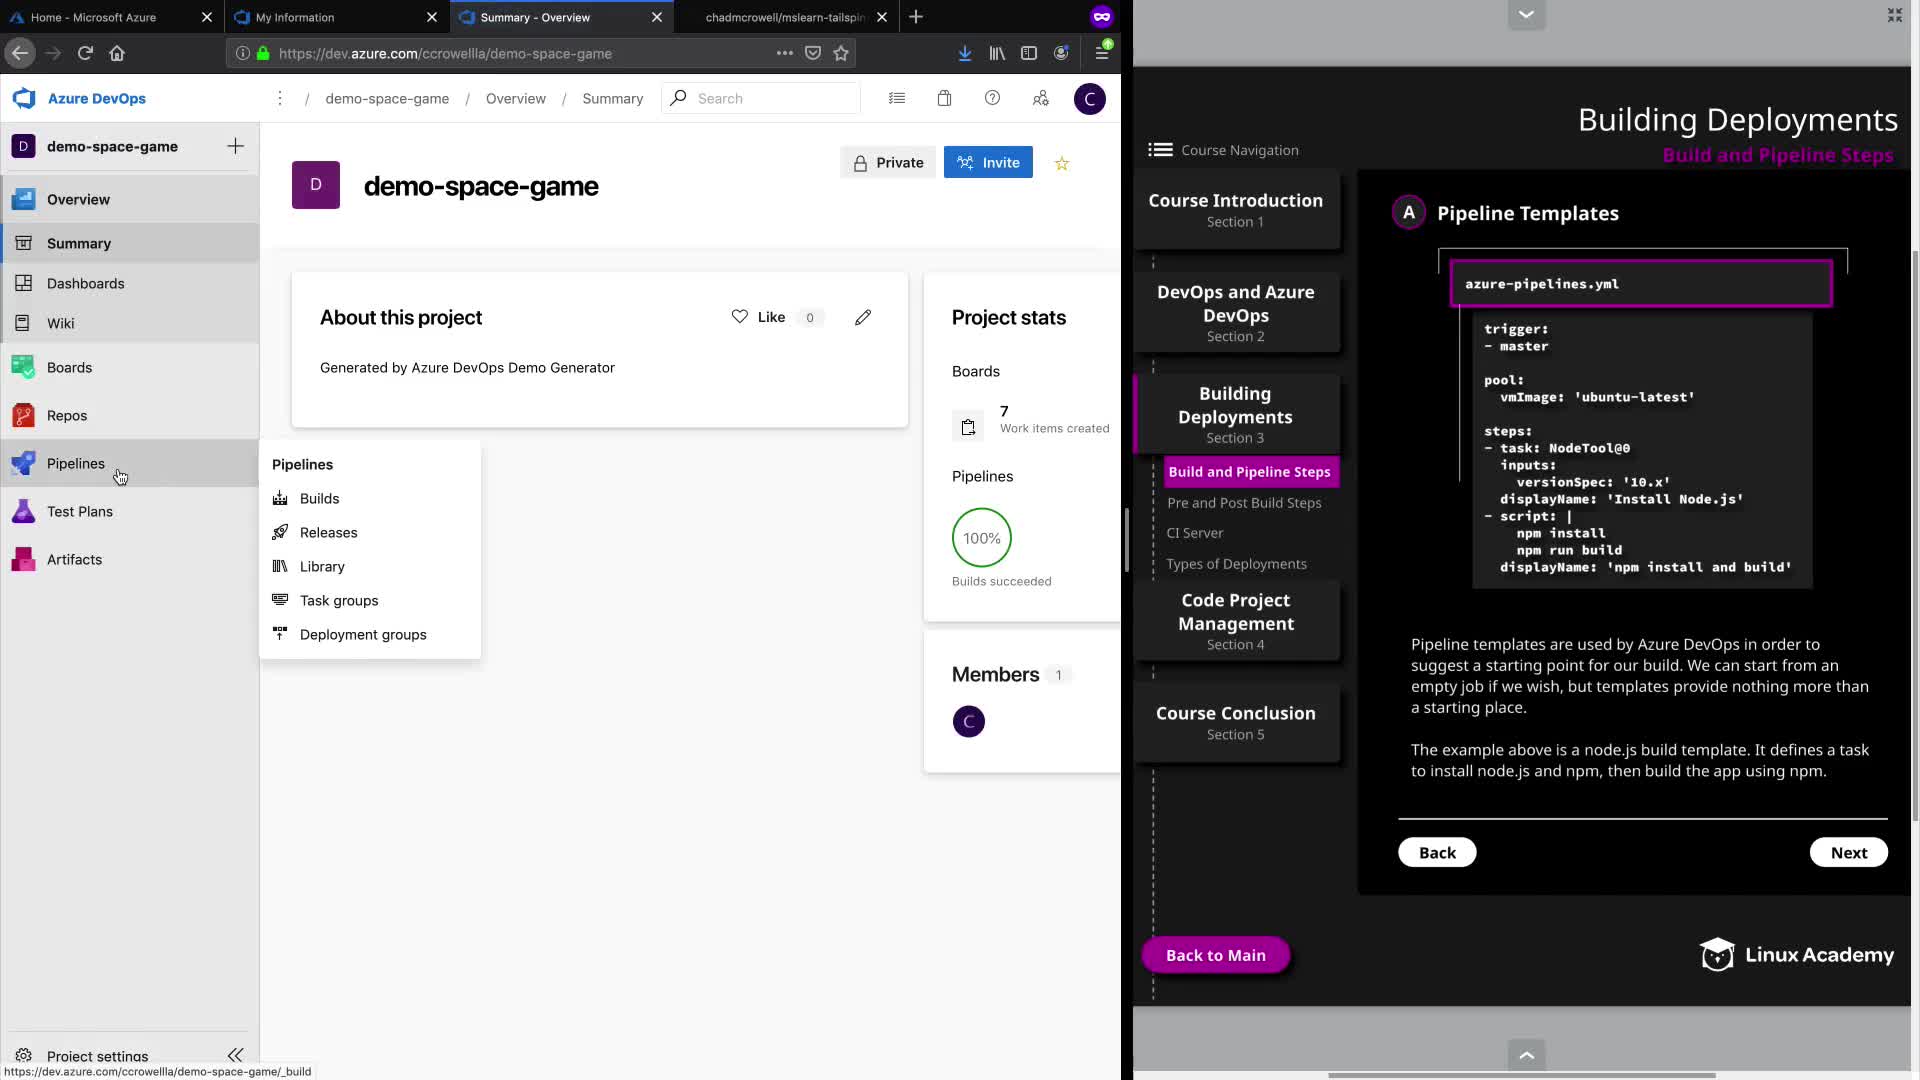 Home - Microsoft Azure
My Information
Summary - Overview
chadmcrowell/mslearn-tailspin
https://dev.azure.com/ccrowellla/demo-space-game
Azure DevOps
/ demo-space-game / Overview / Summary
Search
C
D demo-space-game
Overview
Summary
Dashboards
Wiki
Boards
Repos
Pipelines
Test Plans
Artifacts
Project settings
https://dev.azure.com/ccrowellla/demo-space-game/_build
Pipelines
Builds
Releases
Library
Task groups
Deployment groups
D
demo-space-game
Private
Invite
About this project
Like 0
Generated by Azure DevOps Demo Generator
Project stats
Boards
7
Work items created
Pipelines
100%
Builds succeeded
Members 1
C
Building Deployments
Build and Pipeline Steps
Course Navigation
Course Introduction
Section 1
DevOps and Azure
DevOps
Section 2
Building
Deployments
Section 3
Build and Pipeline Steps
Pre and Post Build Steps
CI Server
Types of Deployments
Code Project
Management
Section 4
Course Conclusion
Section 5
Back to Main
A Pipeline Templates
azure-pipelines.yml
trigger:
- master
pool:
vmImage: 'ubuntu-latest'
steps:
- task: NodeTool@0
inputs:
versionSpec: '10.x'
displayName: 'Install Node.js'
- script: |
npm install
npm run build
displayName: 'npm install and build'
Pipeline templates are used by Azure DevOps in order to
suggest a starting point for our build. We can start from an
empty job if we wish, but templates provide nothing more than
a starting place.
The example above is a node.js build template. It defines a task
to install node.js and npm, then build the app using npm.
Back
Next
Linux Academy